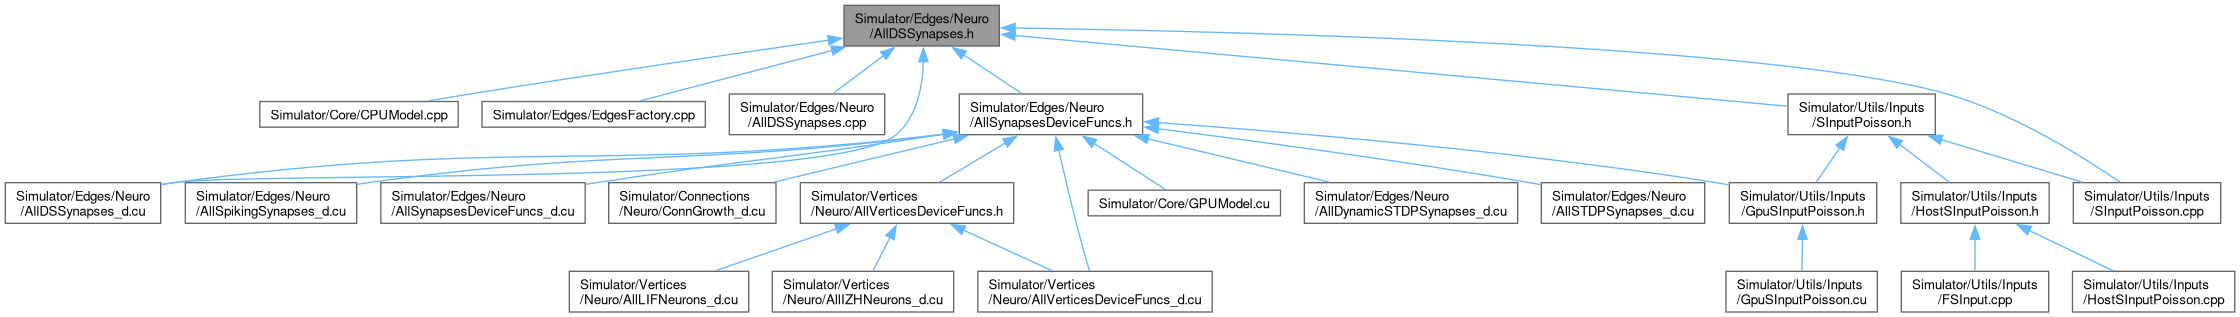 Simulator/Edges/Neuro
/AllDSSynapses.h
Simulator/Core/CPUModel.cpp
Simulator/Edges/EdgesFactory.cpp
Simulator/Edges/Neuro
/AllDSSynapses.cpp
Simulator/Edges/Neuro
/AllSynapsesDeviceFuncs.h
Simulator/Utils/Inputs
/SInputPoisson.h
Simulator/Edges/Neuro
/AllDSSynapses_d.cu
Simulator/Edges/Neuro
/AllSpikingSynapses_d.cu
Simulator/Edges/Neuro
/AllSynapsesDeviceFuncs_d.cu
Simulator/Connections
/Neuro/ConnGrowth_d.cu
Simulator/Vertices
/Neuro/AllVerticesDeviceFuncs.h
Simulator/Core/GPUModel.cu
Simulator/Edges/Neuro
/AllDynamicSTDPSynapses_d.cu
Simulator/Edges/Neuro
/AllSTDPSynapses_d.cu
Simulator/Utils/Inputs
/GpuSInputPoisson.h
Simulator/Utils/Inputs
/HostSInputPoisson.h
Simulator/Utils/Inputs
/SInputPoisson.cpp
Simulator/Vertices
/Neuro/AllLIFNeurons_d.cu
Simulator/Vertices
/Neuro/AllIZHNeurons_d.cu
Simulator/Vertices
/Neuro/AllVerticesDeviceFuncs_d.cu
Simulator/Utils/Inputs
/GpuSInputPoisson.cu
Simulator/Utils/Inputs
/FSInput.cpp
Simulator/Utils/Inputs
/HostSInputPoisson.cpp